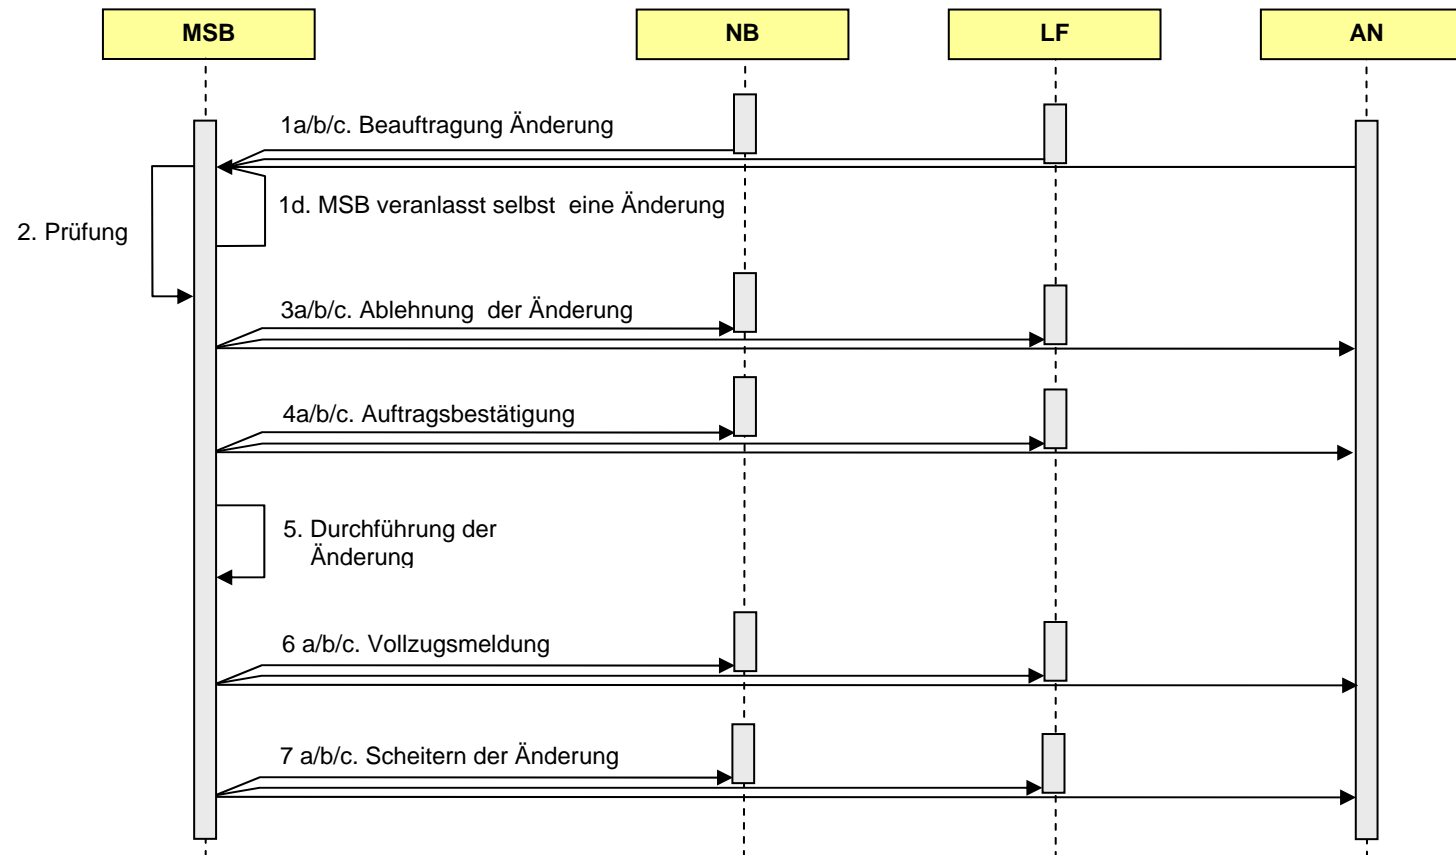 MSB
NB
LF
AN
1a/b/c. Beauftragung Änderung
1d. MSB veranlasst selbst  eine Änderung
2. Prüfung
3a/b/c. Ablehnung  der Änderung
4a/b/c. Auftragsbestätigung
5. Durchführung der
Änderung
6 a/b/c. Vollzugsmeldung
7 a/b/c. Scheitern der Änderung